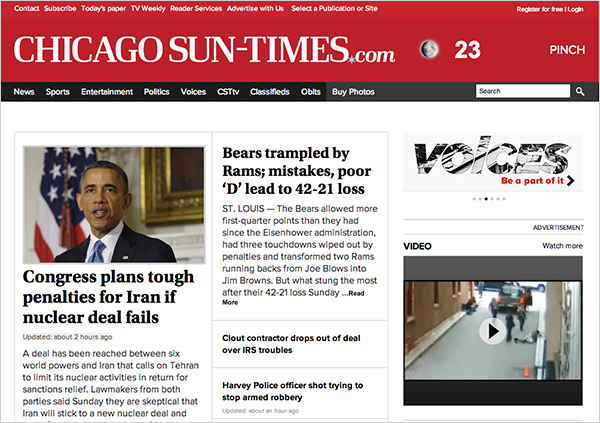 Contact Subscribe Today's paper TV Weekly Reader Services Advertise with Us Select a Publication or Site
Register for free | Login
CHICAGO SUN-TIMES.com
23
PINCH
News Sports Entertainment Politics Voices CSTtv Classifieds Obits Buy Photos
Search
Congress plans tough
penalties for Iran if
nuclear deal fails
Updated: about 2 hours ago
A deal has been reached between six
world powers and Iran that calls on Tehran
to limit its nuclear activities in return for
sanctions relief. Lawmakers from both
parties said Sunday they are skeptical that
Iran will stick to a new nuclear deal and
Bears trampled by
Rams; mistakes, poor
‘D’ lead to 42-21 loss
ST. LOUIS — The Bears allowed more
first-quarter points than they had
since the Eisenhower administration,
had three touchdowns wiped out by
penalties and transformed two Rams
running backs from Joe Blows into
Jim Browns. But what stung the
most after their 42-21 loss Sunday ...Read
More
Clout contractor drops out of deal
over IRS troubles
Harvey Police officer shot trying to
stop armed robbery
Updated: about an hour ago
VOICES
Be a part of it
ADVERTISEMENT
VIDEO
Watch more